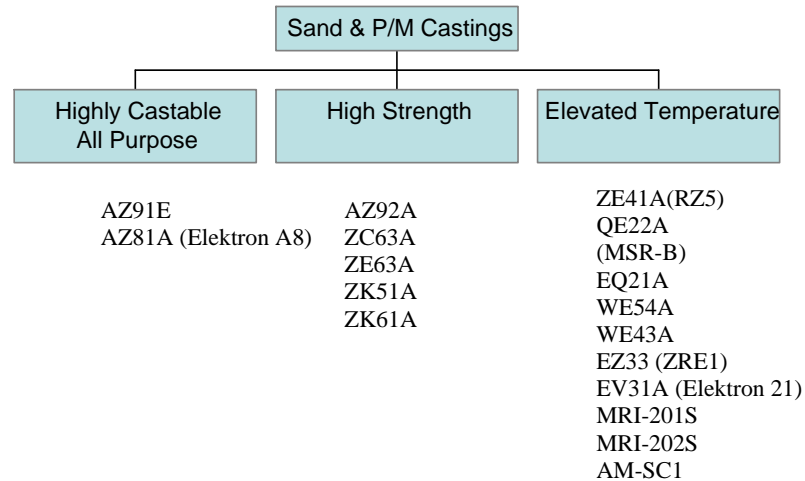 Sand & P/M Castings
Highly Castable
All Purpose
High Strength
Elevated Temperature
AZ91E
AZ81A (Elektron A8)
AZ92A
ZC63A
ZE63A
ZK51A
ZK61A
ZE41A(RZ5)
QE22A
(MSR-B)
EQ21A
WE54A
WE43A
EZ33 (ZRE1)
EV31A (Elektron 21)
MRI-201S
MRI-202S
AM-SC1